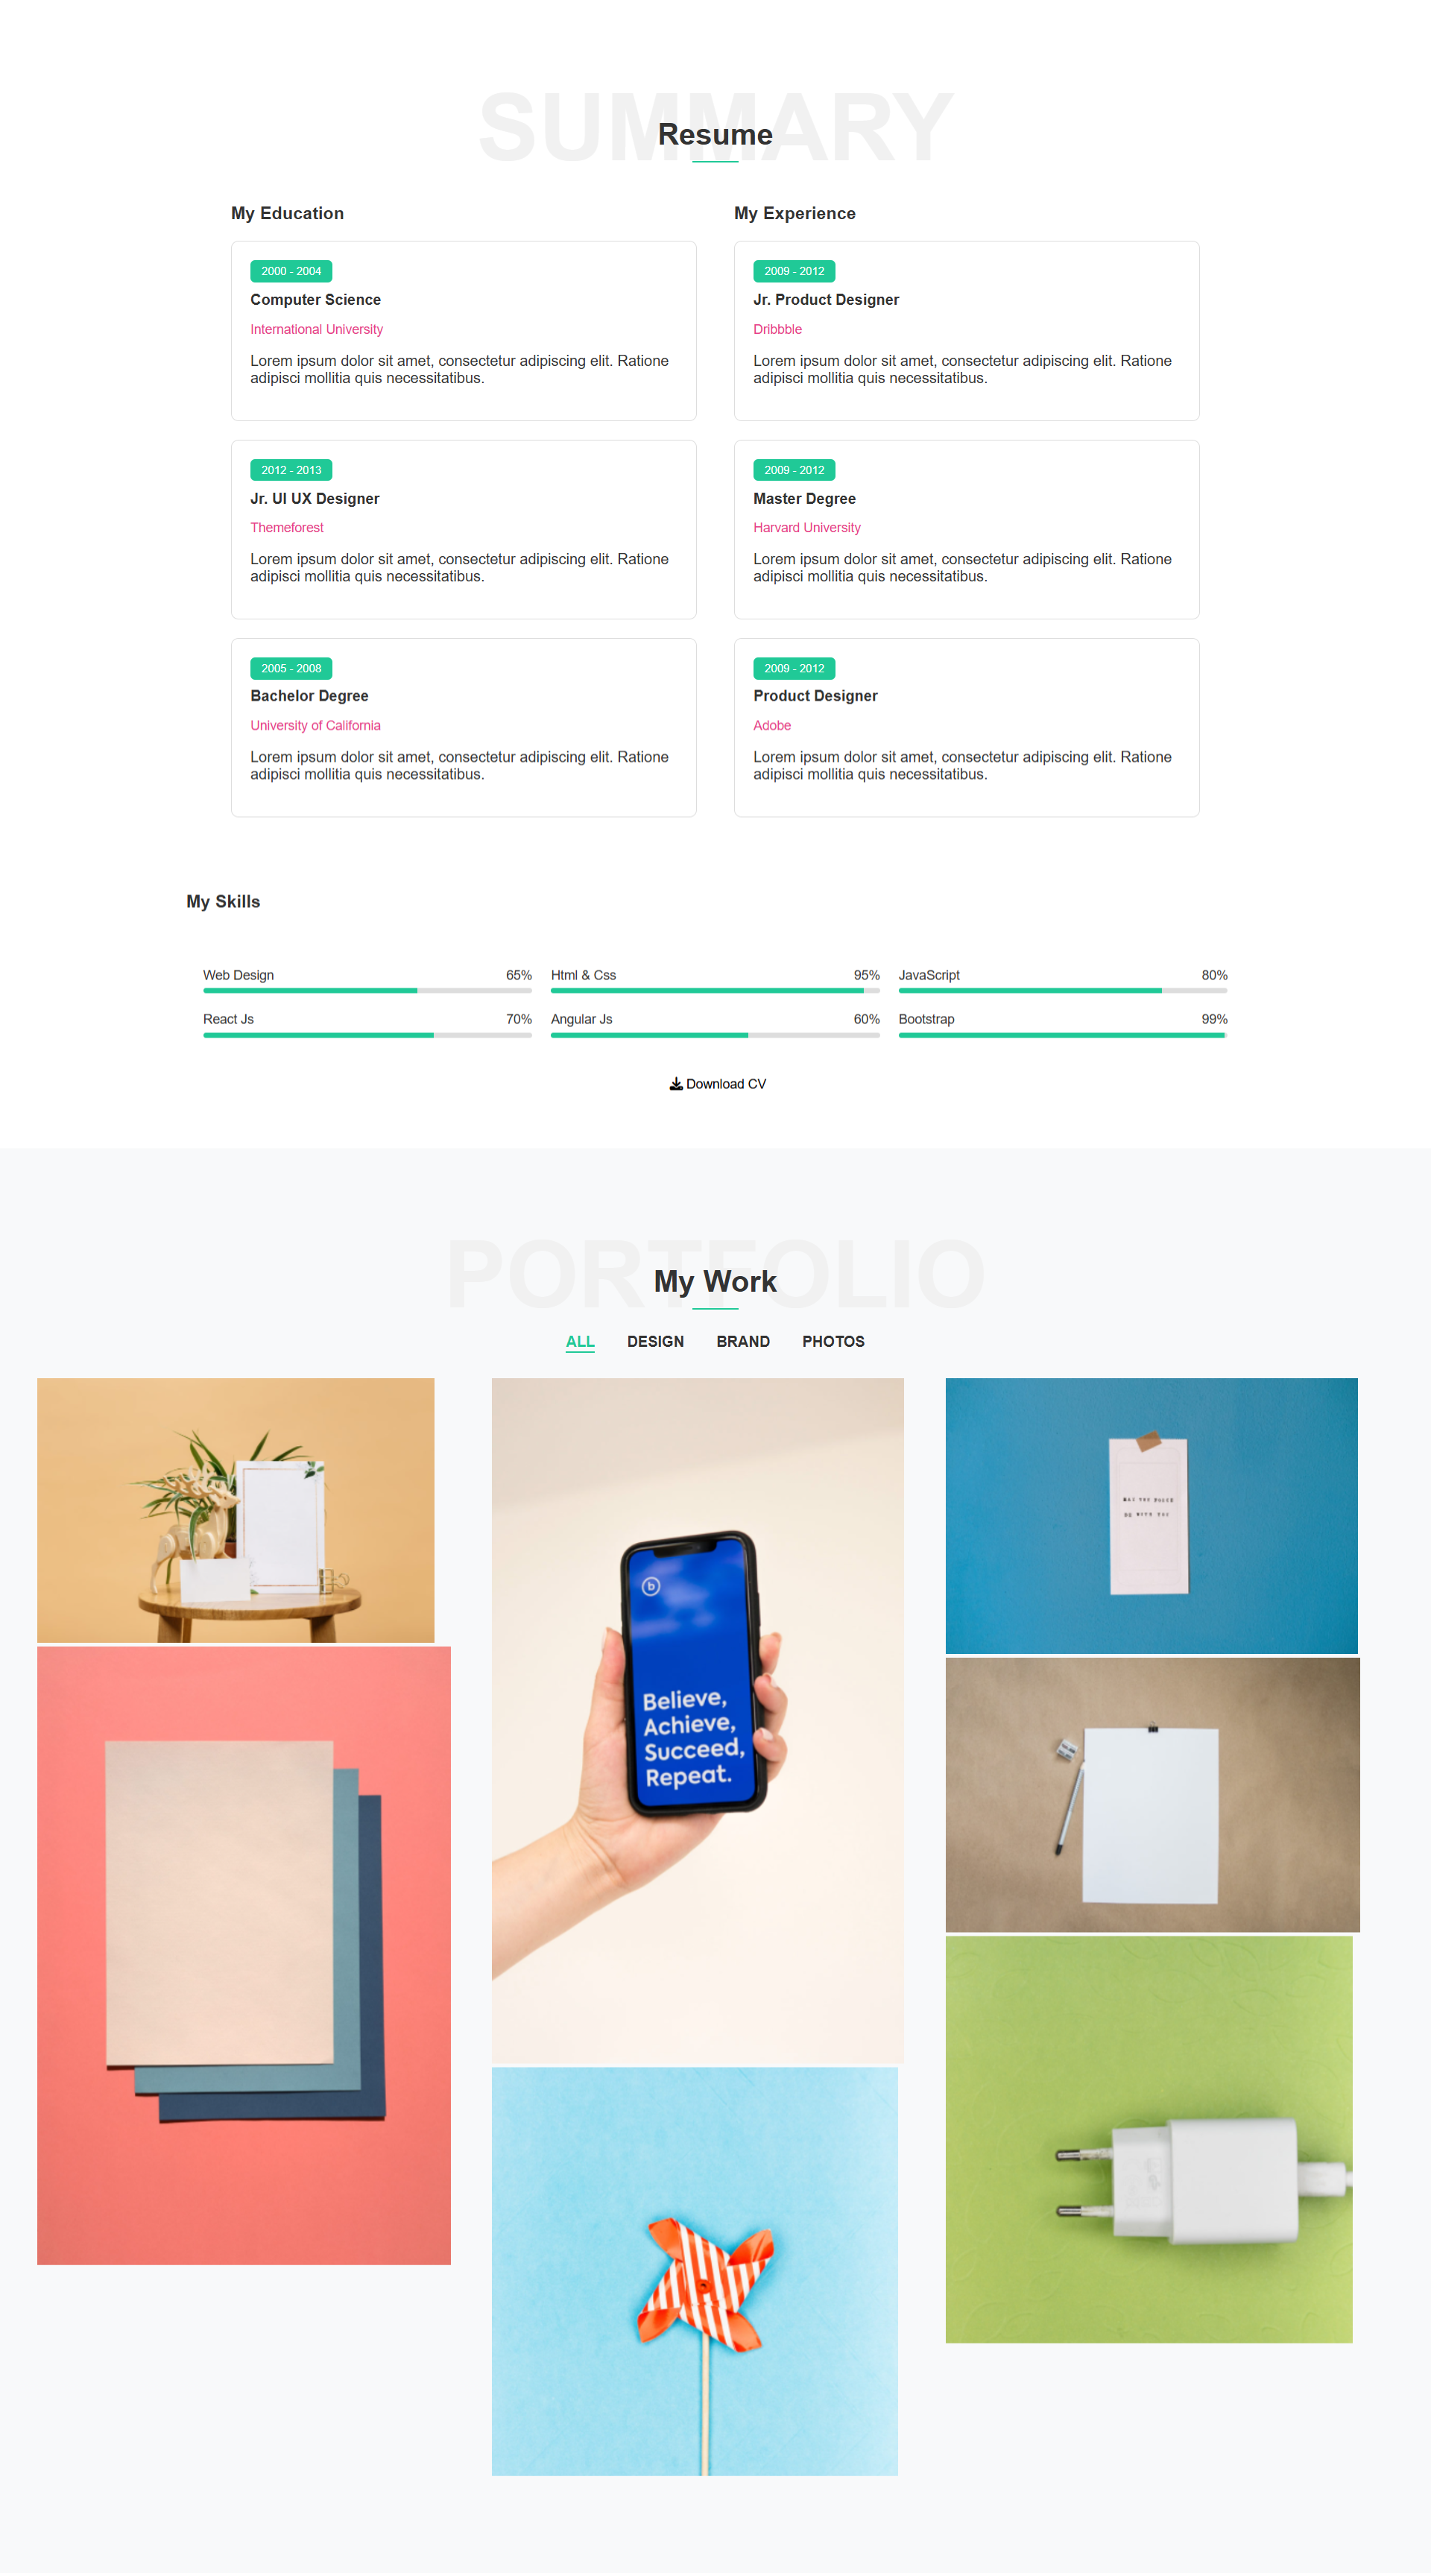 SUMMARY
Resume
My Education
2000 - 2004
Computer Science
International University
Lorem ipsum dolor sit amet, consectetur adipiscing elit. Ratione
adipisci mollitia quis necessitatibus.
2012 - 2013
Jr. UI UX Designer
Themeforest
Lorem ipsum dolor sit amet, consectetur adipiscing elit. Ratione
adipisci mollitia quis necessitatibus.
2005 - 2008
Bachelor Degree
University of California
Lorem ipsum dolor sit amet, consectetur adipiscing elit. Ratione
adipisci mollitia quis necessitatibus.
My Experience
2009 - 2012
Jr. Product Designer
Dribbble
Lorem ipsum dolor sit amet, consectetur adipiscing elit. Ratione
adipisci mollitia quis necessitatibus.
2009 - 2012
Master Degree
Harvard University
Lorem ipsum dolor sit amet, consectetur adipiscing elit. Ratione
adipisci mollitia quis necessitatibus.
2009 - 2012
Product Designer
Adobe
Lorem ipsum dolor sit amet, consectetur adipiscing elit. Ratione
adipisci mollitia quis necessitatibus.
My Skills
Web Design 65%
Html & Css 95%
JavaScript 80%
React Js 70%
Angular Js 60%
Bootstrap 99%
Download CV
PORTFOLIO
My Work
ALL DESIGN BRAND PHOTOS
b
Believe,
Achieve,
Succeed,
Repeat.
MAY THE FORCE
BE WITH YOU